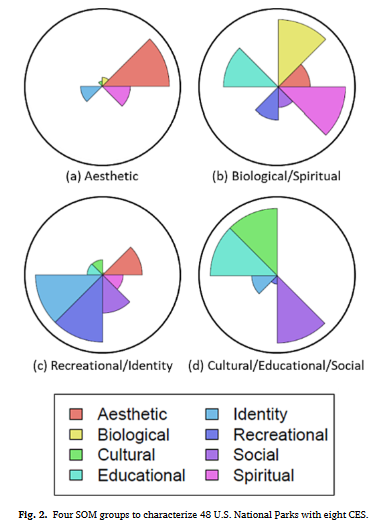 (a) Aesthetic
(b) Biological/Spiritual
(c) Recreational/Identity
(d) Cultural/Educational/Social
Aesthetic
Biological
Cultural
Educational
Identity
Recreational
Social
Spiritual
Fig. 2. Four SOM groups to characterize 48 U.S. National Parks with eight CES.